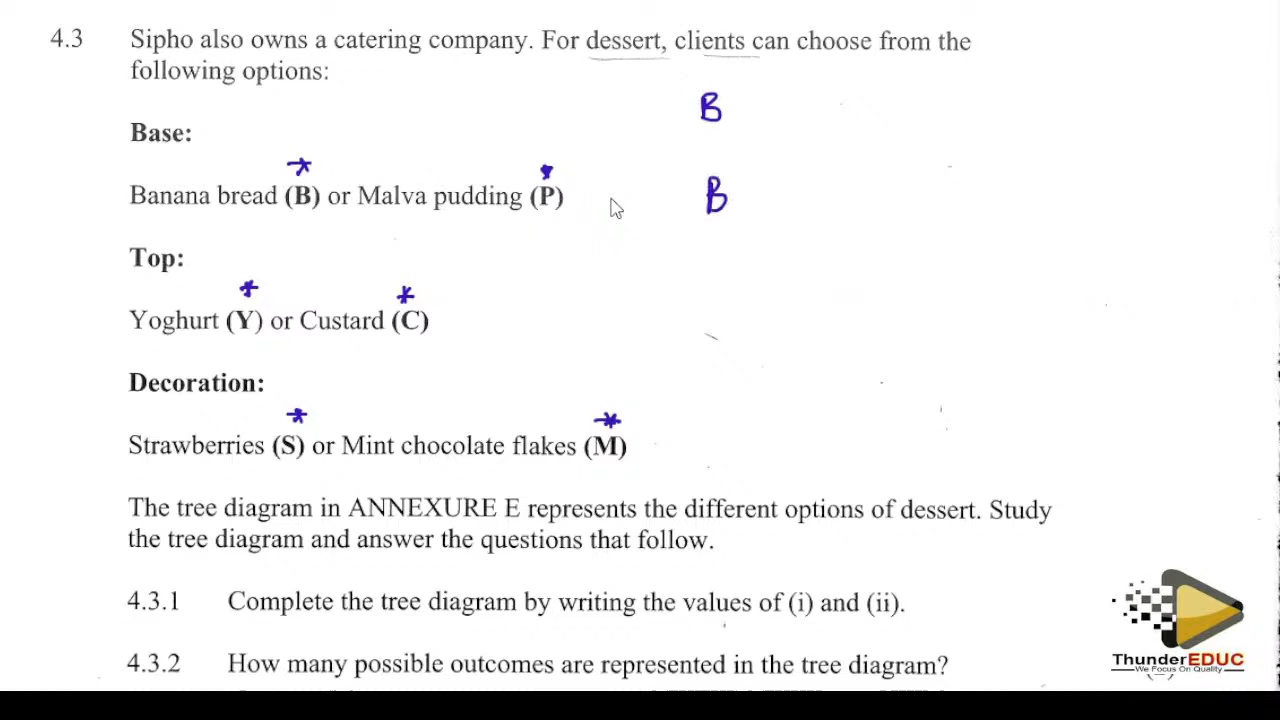 4.3 Sipho also owns a catering company. For dessert, clients can choose from the
following options:
B
Base:
Banana bread (B) or Malva pudding (P)
B
Top:
Yoghurt (Y) or Custard (C)
Decoration:
Strawberries (S) or Mint chocolate flakes (M)
The tree diagram in ANNEXURE E represents the different options of dessert. Study
the tree diagram and answer the questions that follow.
4.3.1 Complete the tree diagram by writing the values of (i) and (ii).
4.3.2 How many possible outcomes are represented in the tree diagram?
ThunderEDUC
We Focus On Quality